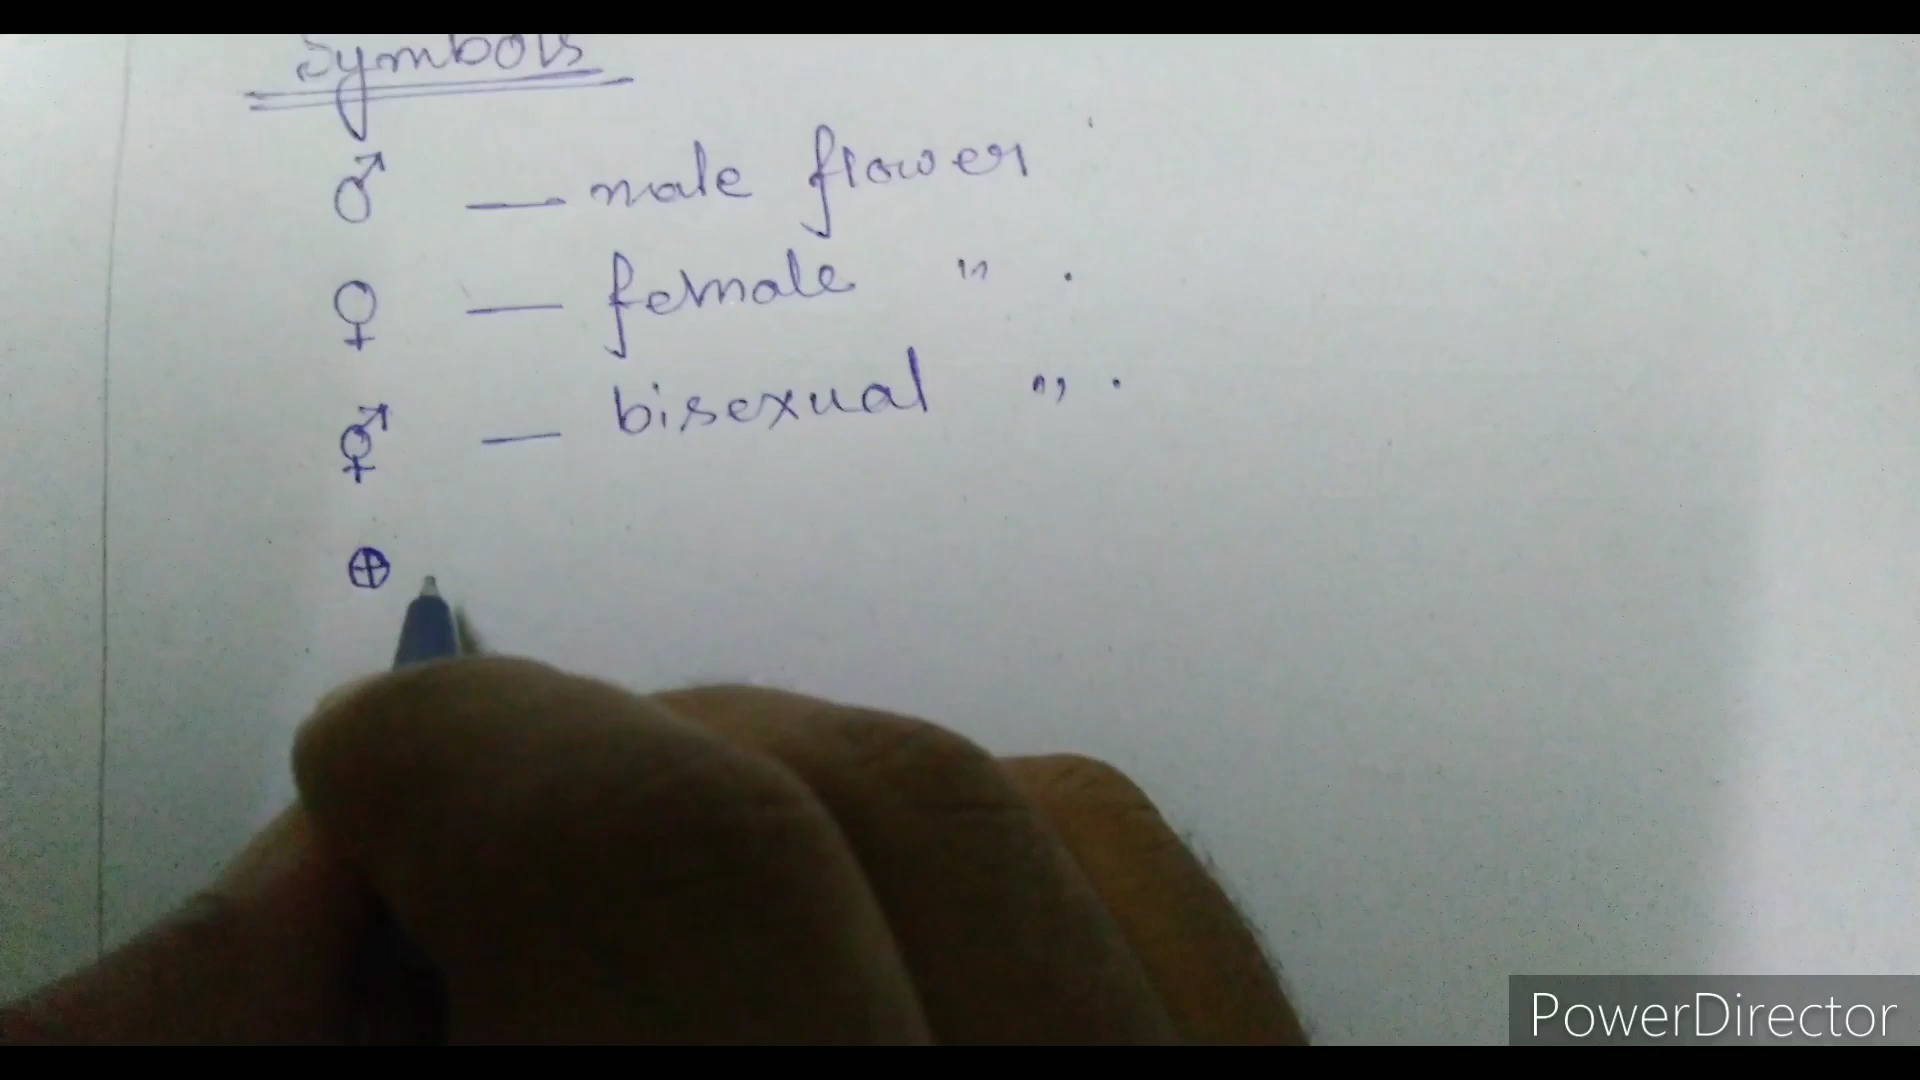 Symbols
♂ — male flower
♀ — female " .
⚥ — bisexual " .
⊕
PowerDirector